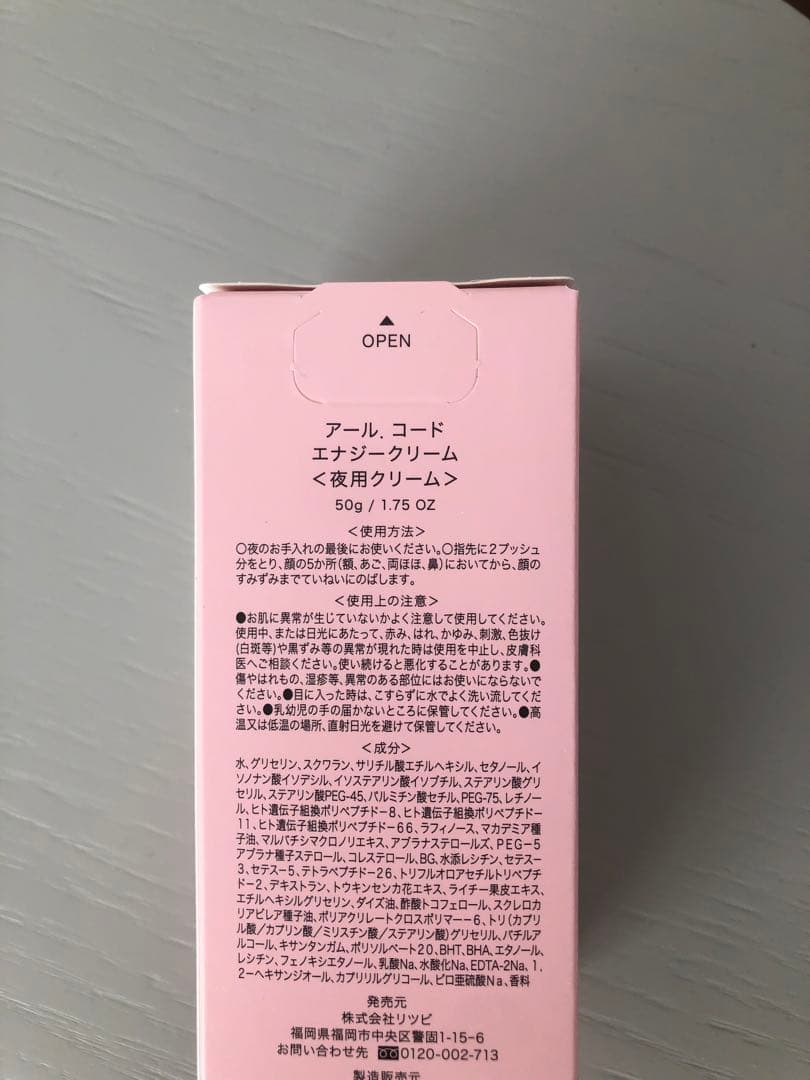 ▲
OPEN
アール．コード
エナジークリーム
＜夜用クリーム＞
50g / 1.75 OZ
＜使用方法＞
〇夜のお手入れの最後にお使いください。〇指先に2プッシュ
分をとり、顔の5か所(額、あご、両ほほ、鼻)においてから、顔の
すみずみまでていねいにのばします。
＜使用上の注意＞
●お肌に異常が生じていないかよく注意して使用してください。
使用中、または日光にあたって、赤み、はれ、かゆみ、刺激、色抜け
(白斑等)や黒ずみ等の異常が現れた時は使用を中止し、皮膚科
医へご相談ください。使い続けると悪化することがあります。●
傷やはれもの、湿疹等、異常のある部位にはお使いにならないで
ください。●目に入った時は、こすらずに水でよく洗い流してくだ
さい。●乳幼児の手の届かないところに保管してください。●高
温又は低温の場所、直射日光を避けて保管してください。
＜成分＞
水、グリセリン、スクワラン、サリチル酸エチルヘキシル、セタノール、イ
ソノナン酸イソデシル、イソステアリン酸イソブチル、ステアリン酸グリ
セリル、ステアリン酸PEG-45、パルミチン酸セチル、PEG-75、レチノー
ル、ヒト遺伝子組換ポリペプチド－8、ヒト遺伝子組換ポリペプチド－
11、ヒト遺伝子組換ポリペプチド－66、ラフィノース、マカデミア種
子油、マルバチシマクロノリエキス、アブラナステロールズ、PEG－5
アブラナ種子ステロール、コレステロール、BG、水添レシチン、セテス－
3、セテス－5、テトラペプチド－26、トリフルオロアセチルトリペプチ
ド－2、デキストラン、トウキンセンカ花エキス、ライチー果皮エキス、
エチルヘキシルグリセリン、ダイズ油、酢酸トコフェロール、スクレロカ
リアビレア種子油、ポリアクリレートクロスポリマー－6、トリ(カプリ
ル酸／カプリン酸／ミリスチン酸／ステアリン酸)グリセリル、バチルア
ルコール、キサンタンガム、ポリソルベート20、BHT、BHA、エタノール、
レシチン、フェノキシエタノール、乳酸Na、水酸化Na、EDTA-2Na、1,
2－ヘキサンジオール、カプリリルグリコール、ピロ亜硫酸Na、香料
発売元
株式会社リツビ
福岡県福岡市中央区警固1-15-6
お問い合わせ先 0120-002-713
製造販売元